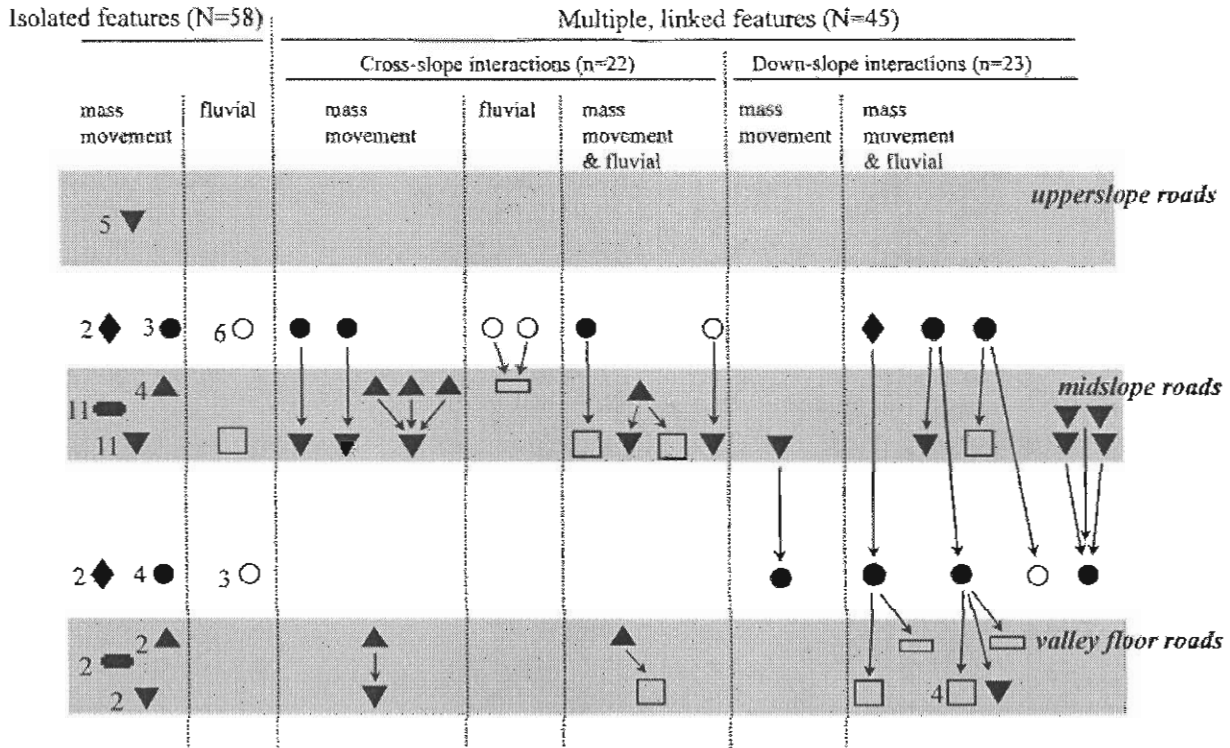 Isolated features (N=58)
Multiple, linked features (N=45)
Cross-slope interactions (n=22)
Down-slope interactions (n=23)
mass
movement
fluvial
mass
movement
fluvial
mass
movement
& fluvial
mass
movement
mass
movement
& fluvial
upperslope roads
5
2
3
6
4
midslope roads
11
11
2
4
3
2
valley floor roads
2
2
4